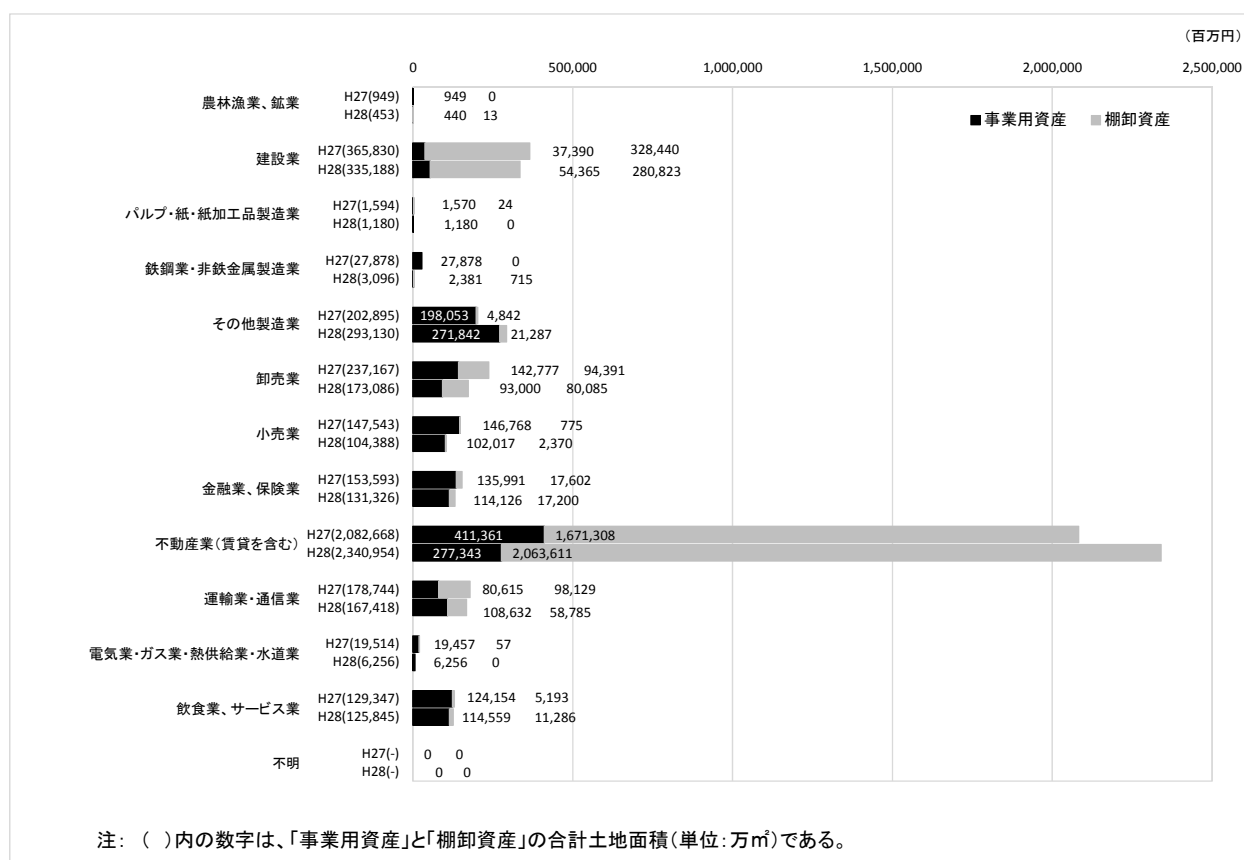 (百万円)
0 500,000 1,000,000 1,500,000 2,000,000 2,500,000
■事業用資産 ■棚卸資産
農林漁業、鉱業
H27(949) 949 0
H28(453) 440 13
建設業
H27(365,830) 37,390 328,440
H28(335,188) 54,365 280,823
パルプ・紙・紙加工品製造業
H27(1,594) 1,570 24
H28(1,180) 1,180 0
鉄鋼業・非鉄金属製造業
H27(27,878) 27,878 0
H28(3,096) 2,381 715
その他製造業
H27(202,895) 198,053 4,842
H28(293,130) 271,842 21,287
卸売業
H27(237,167) 142,777 94,391
H28(173,086) 93,000 80,085
小売業
H27(147,543) 146,768 775
H28(104,388) 102,017 2,370
金融業、保険業
H27(153,593) 135,991 17,602
H28(131,326) 114,126 17,200
不動産業(賃貸を含む)
H27(2,082,668) 411,361 1,671,308
H28(2,340,954) 277,343 2,063,611
運輸業・通信業
H27(178,744) 80,615 98,129
H28(167,418) 108,632 58,785
電気業・ガス業・熱供給業・水道業
H27(19,514) 19,457 57
H28(6,256) 6,256 0
飲食業、サービス業
H27(129,347) 124,154 5,193
H28(125,845) 114,559 11,286
不明
H27(-) 0 0
H28(-) 0 0
注: ( )内の数字は、「事業用資産」と「棚卸資産」の合計土地面積(単位:万㎡)である。